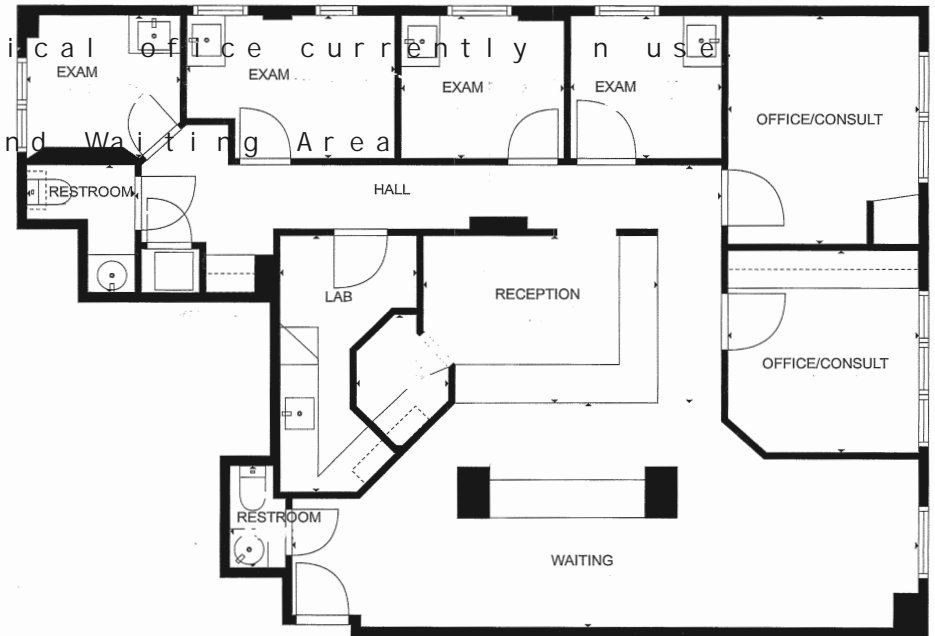 ical office currently n use.
EXAM
EXAM
EXAM
EXAM
OFFICE/CONSULT
nd Waiting Area
RESTROOM
HALL
LAB
RECEPTION
OFFICE/CONSULT
RESTROOM
WAITING